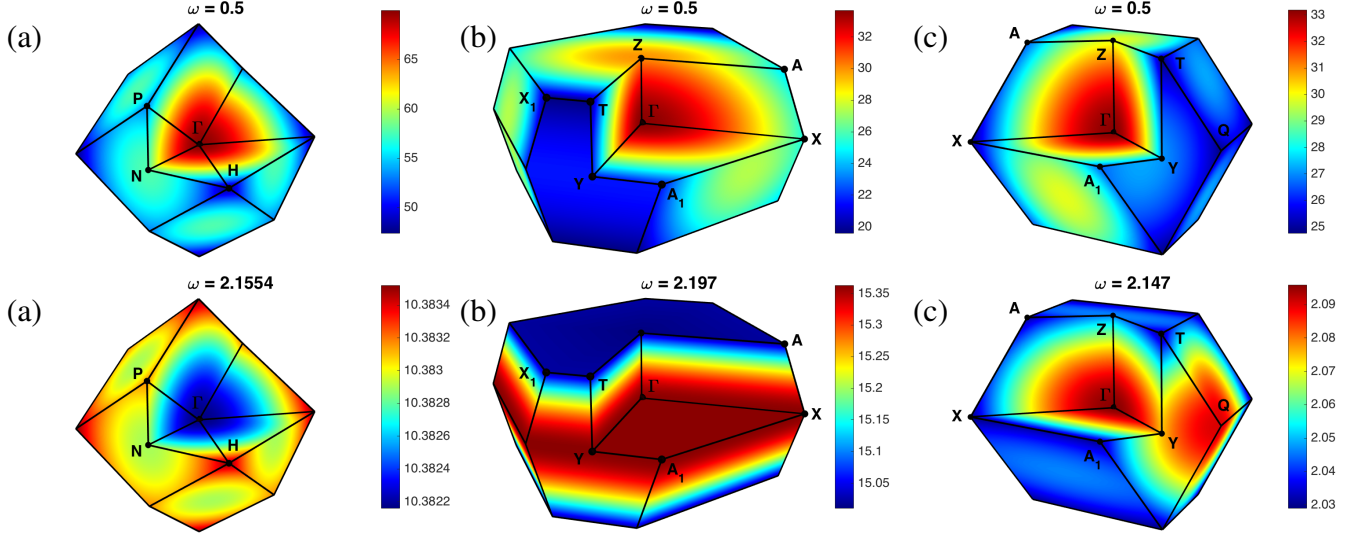 (a)
ω = 0.5
P
Γ
N
H
65
60
55
50
(b)
ω = 0.5
Z
A
X1
T
Γ
X
Y
A1
32
30
28
26
24
22
20
(c)
ω = 0.5
A
Z
T
Γ
Q
X
Y
A1
33
32
31
30
29
28
27
26
25
(a)
ω = 2.1554
P
Γ
N
H
10.3834
10.3832
10.383
10.3829
10.3826
10.3824
10.3822
(b)
ω = 2.197
A
X1
T
Γ
X
Y
A1
15.35
15.3
15.25
15.2
15.15
15.1
15.05
(c)
ω = 2.147
A
Z
T
Γ
Q
X
Y
A1
2.09
2.08
2.07
2.06
2.05
2.04
2.03